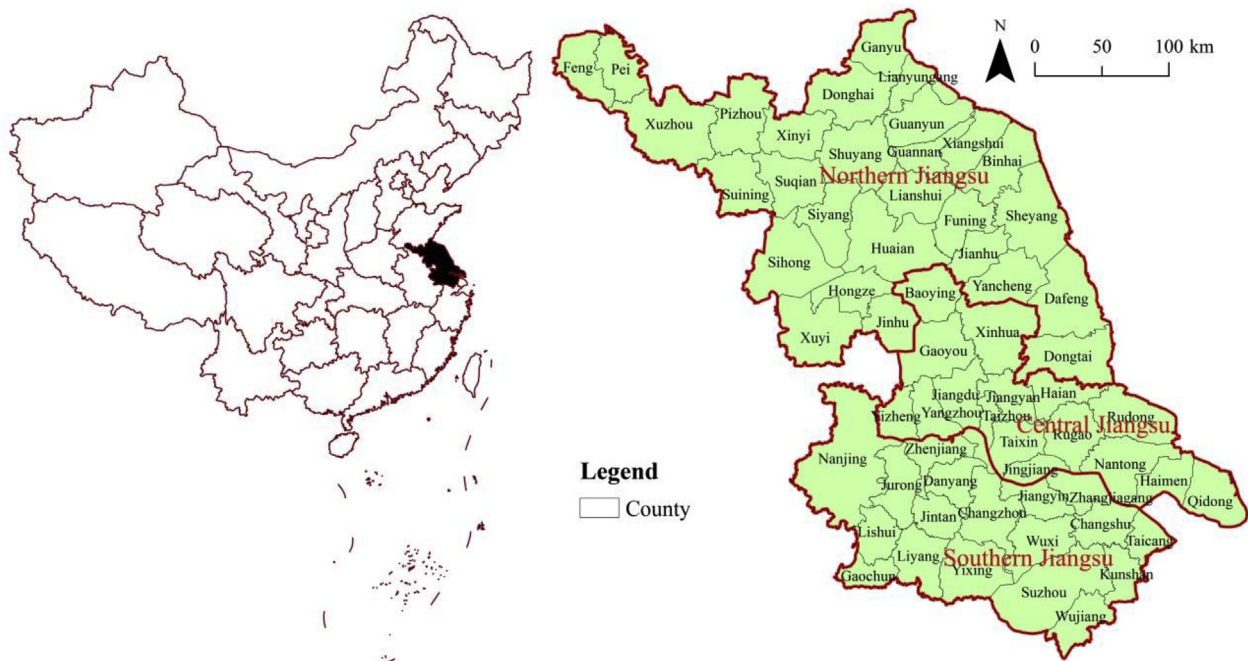 N
0 50 100 km
Ganyu
Feng
Pei
Lianyungang
Donghai
Pizhou
Xuzhou
Xinyi
Guanyun
Xiangshui
Shuyang
Guannan
Binhai
Northern Jiangsu
Suqian
Suining
Lianshui
Siyang
Funing
Sheyang
Huaian
Jianhu
Sihong
Yancheng
Hongze
Baoying
Dafeng
Jinhu
Xuyi
Xinhua
Gaoyou
Dongtai
Jiangdu
Jiangyan
Haian
Yizheng
Yangzhou
Taizhou
Rudong
Central Jiangsu
Rugao
Taixin
Nanjing
Zhenjiang
Jingjiang
Nantong
Legend
Jurong
Danyang
Haimen
Jiangyin
Zhangjiagang
Qidong
County
Jintan
Changzhou
Changshu
Lishui
Wuxi
Taicang
Liyang
Southern Jiangsu
Gaochun
Yixing
Kunshan
Suzhou
Wujiang